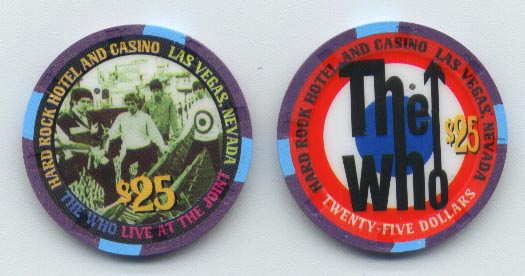 HARD ROCK HOTEL AND CASINO LAS VEGAS, NEVADA
$25
THE WHO LIVE AT THE JOINT
HARD ROCK HOTEL AND CASINO LAS VEGAS, NEVADA
The
Who
$25
TWENTY-FIVE DOLLARS